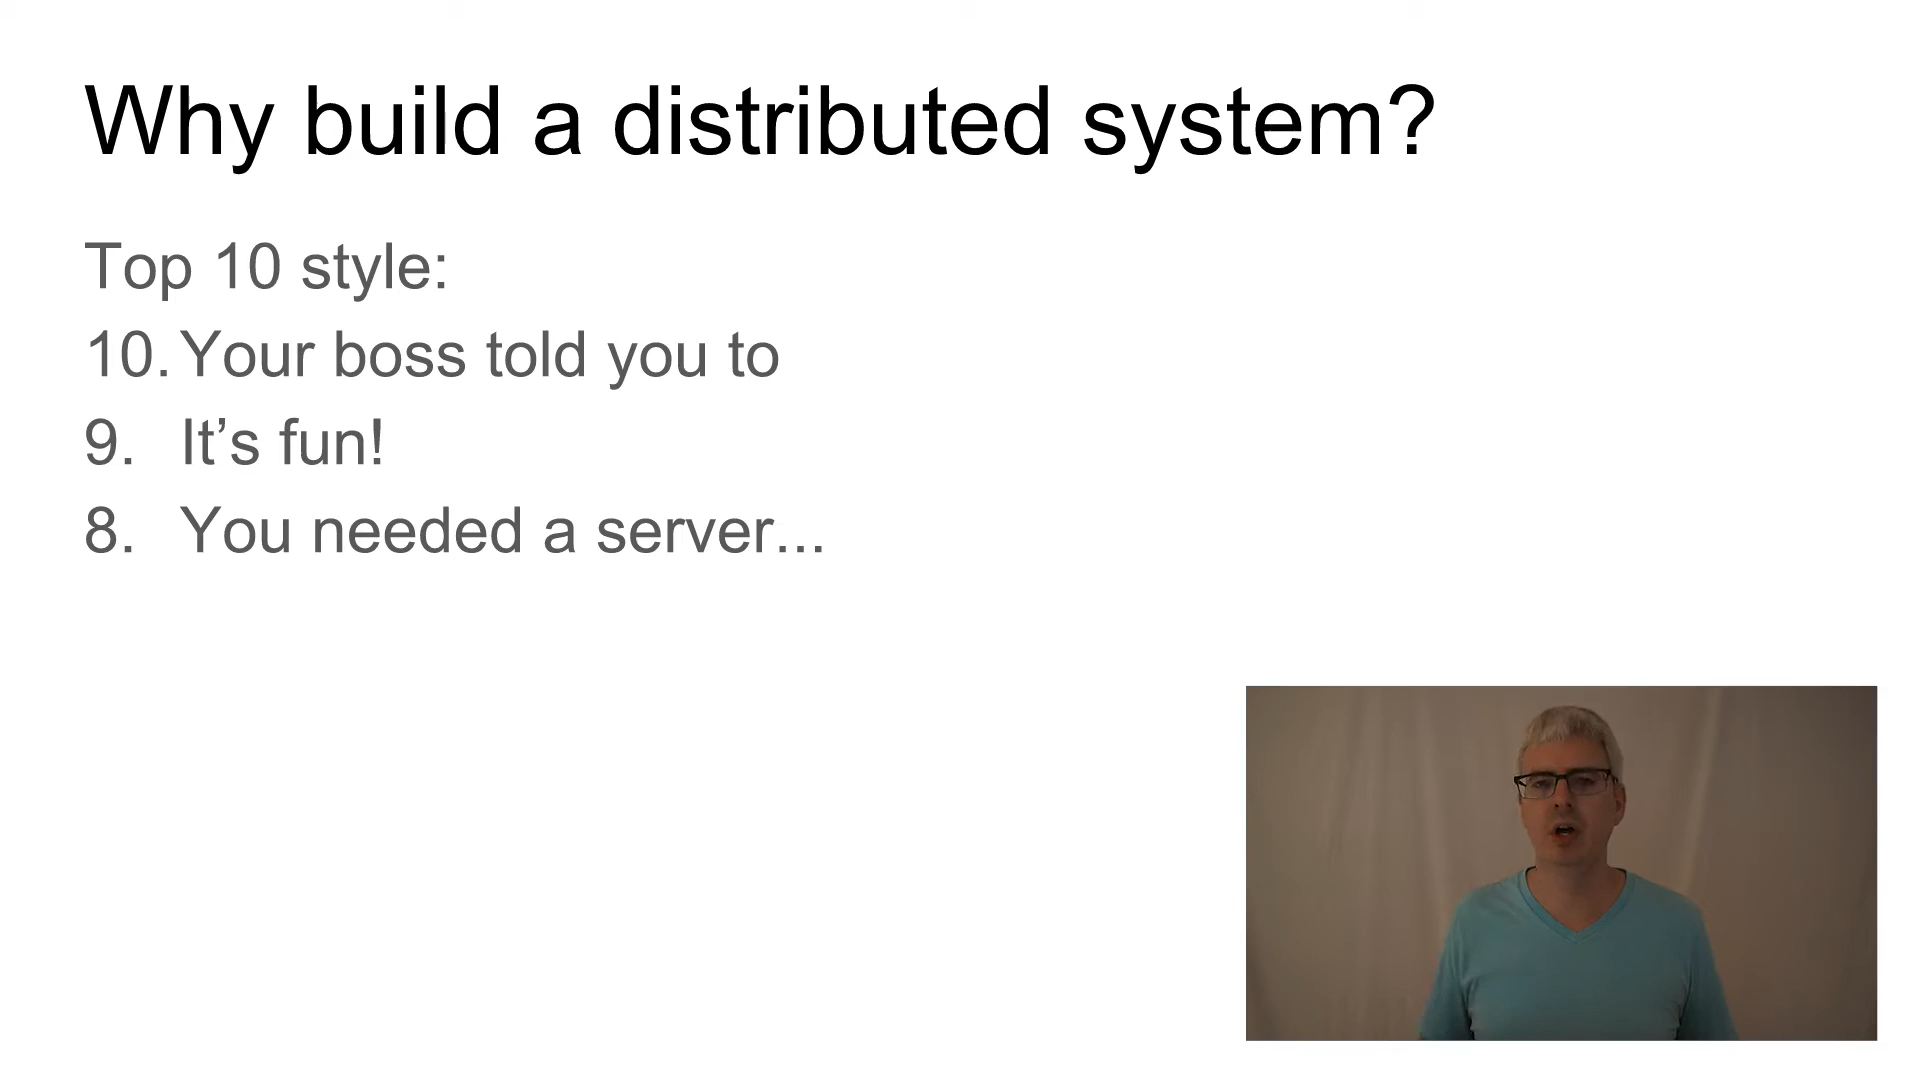 Why build a distributed system?
Top 10 style:
10. Your boss told you to
9. It’s fun!
8. You needed a server...